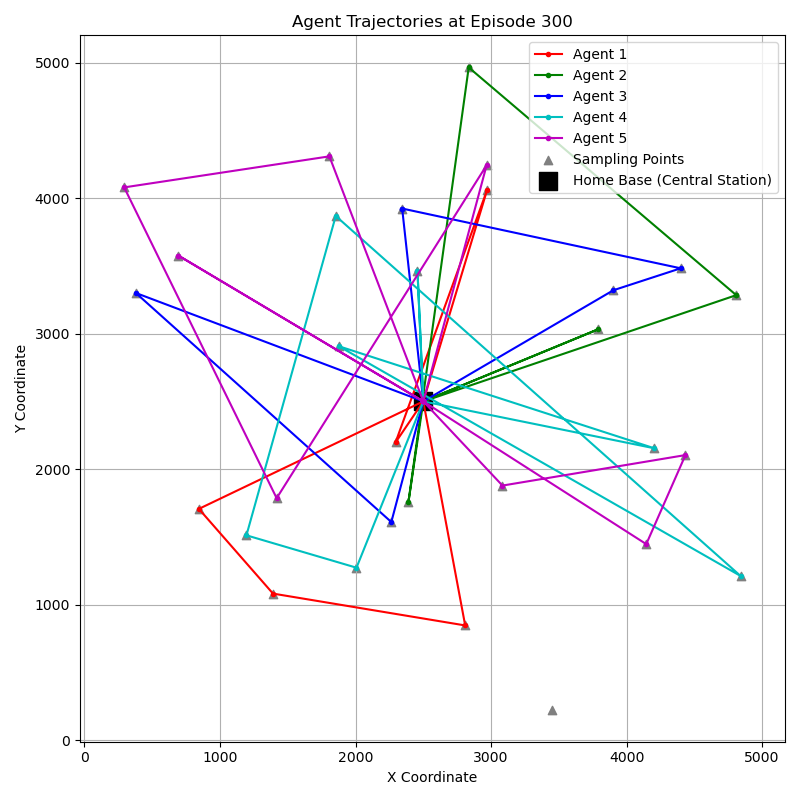 Agent Trajectories at Episode 300
Agent 1
Agent 2
Agent 3
Agent 4
Agent 5
Sampling Points
Home Base (Central Station)
5000
4000
3000
2000
1000
0
Y Coordinate
0 1000 2000 3000 4000 5000
X Coordinate